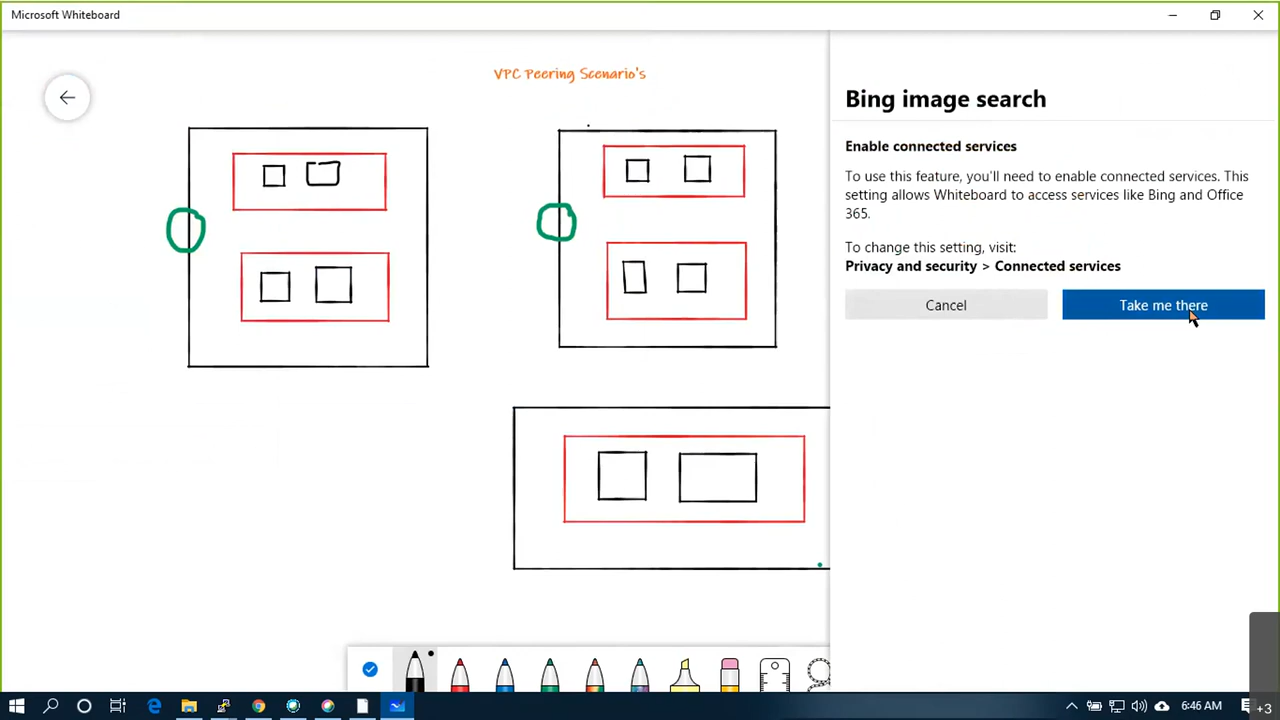 Microsoft Whiteboard
VPC Peering Scenario's
Bing image search
Enable connected services
To use this feature, you'll need to enable connected services. This
setting allows Whiteboard to access services like Bing and Office
365.
To change this setting, visit:
Privacy and security > Connected services
Cancel
Take me there
6:46 AM
+3